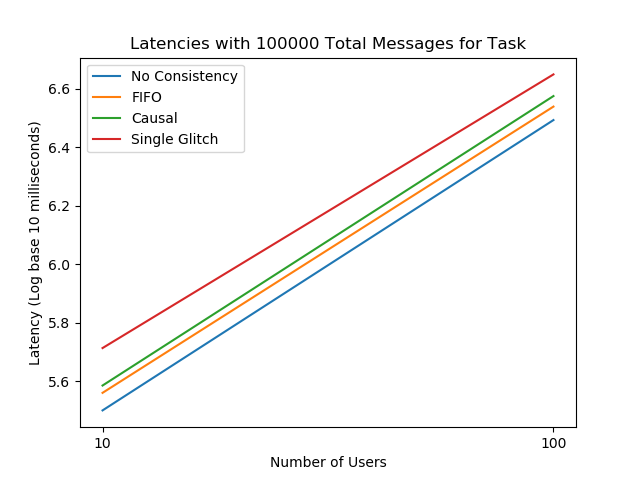 Latencies with 100000 Total Messages for Task
No Consistency
FIFO
Causal
Single Glitch
Latency (Log base 10 milliseconds)
6.6
6.4
6.2
6.0
5.8
5.6
10
100
Number of Users